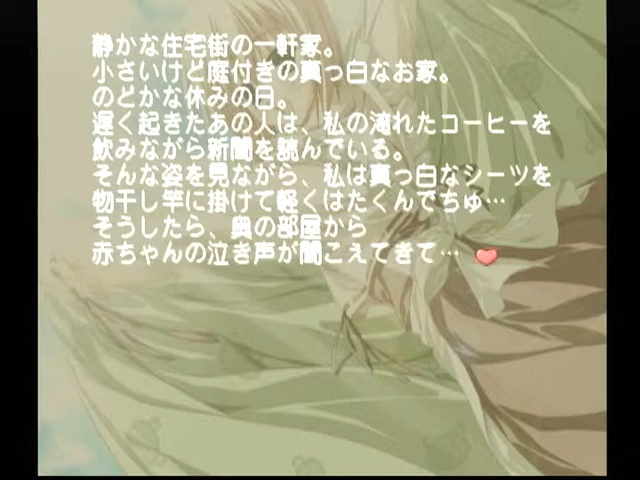 静かな住宅街の一軒家。
小さいけど庭付きの真っ白なお家。
のどかな休みの日。
遅く起きたあの人は、私の淹れたコーヒーを
飲みながら新聞を読んでいる。
そんな姿を見ながら、私は真っ白なシーツを
物干し竿に掛けて軽くはたくんでちゅ…
そうしたら、奥の部屋から
赤ちゃんの泣き声が聞こえてきて…